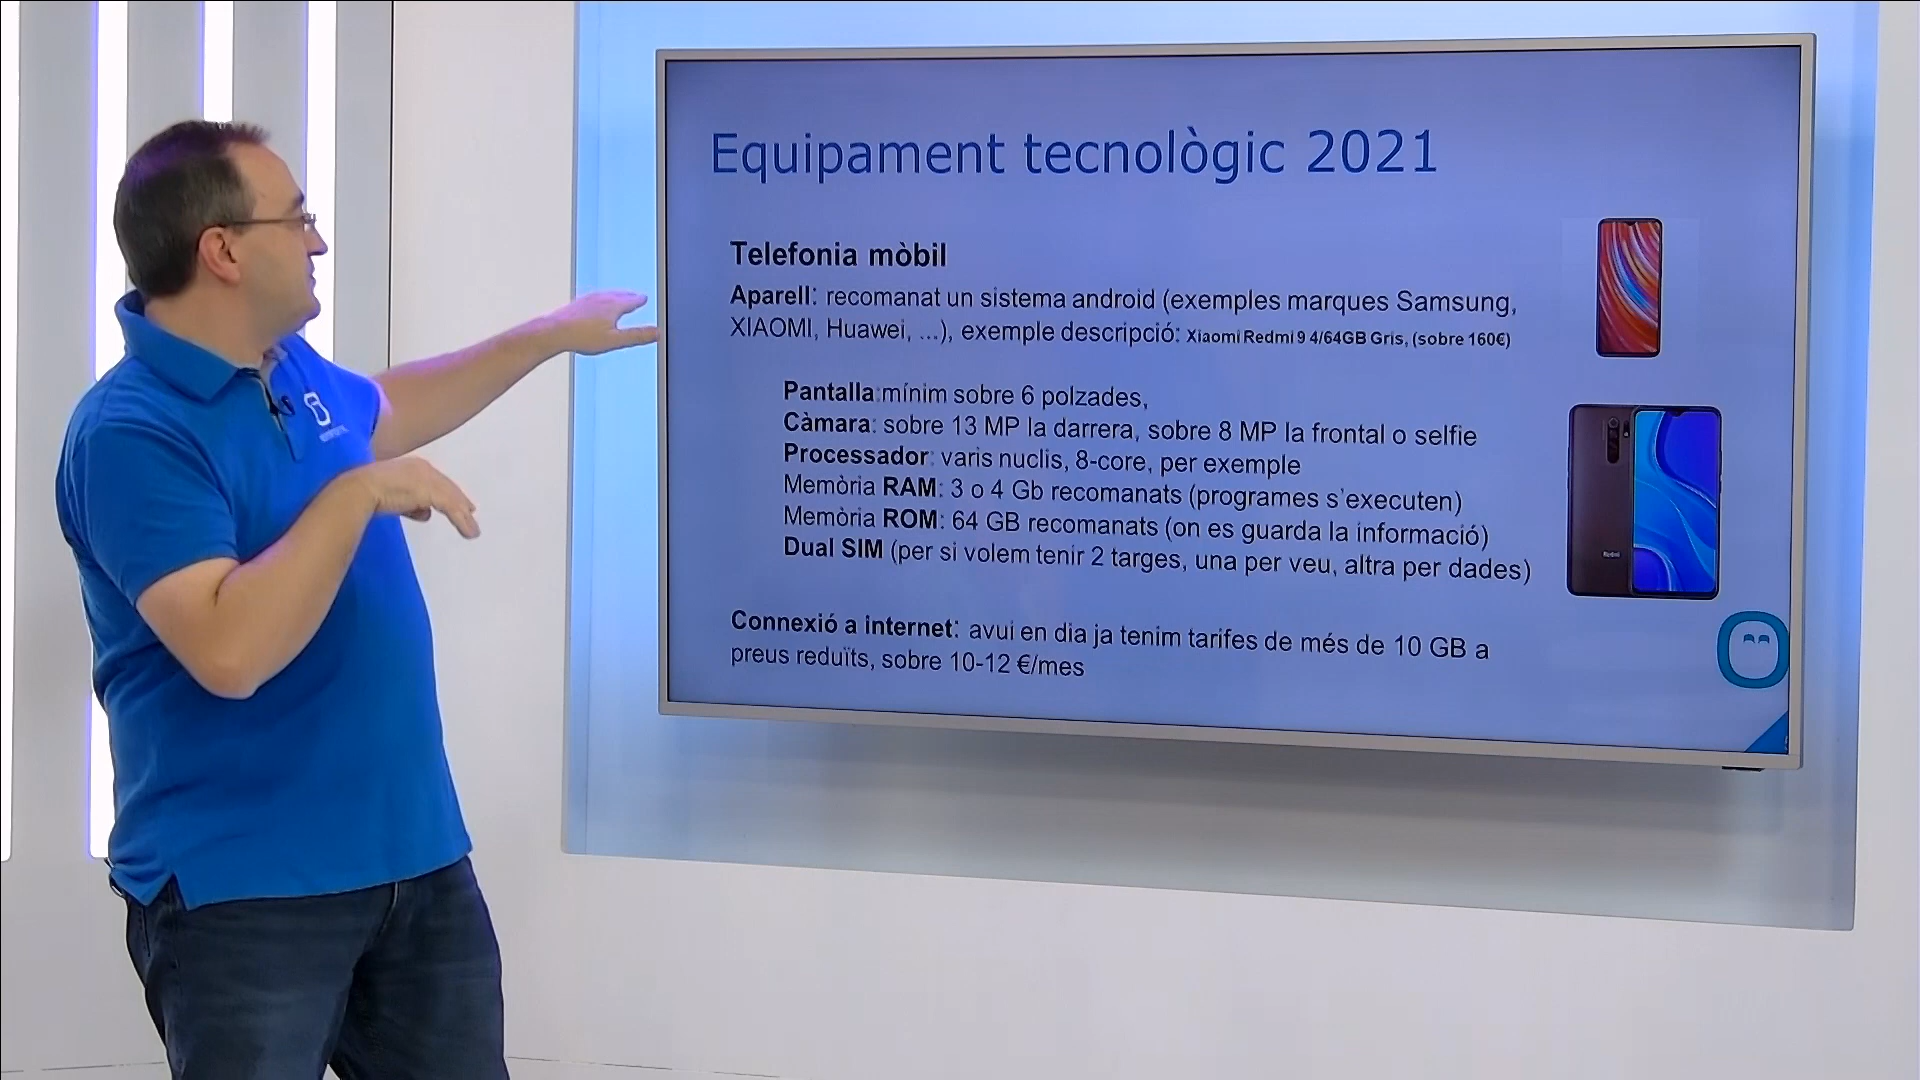 Equipament tecnològic 2021
Telefonia mòbil
Aparell: recomanat un sistema android (exemples marques Samsung,
XIAOMI, Huawei, ...), exemple descripció: Xiaomi Redmi 9 4/64GB Gris, (sobre 160€)
Pantalla:mínim sobre 6 polzades,
Càmara: sobre 13 MP la darrera, sobre 8 MP la frontal o selfie
Processador: varis nuclis, 8-core, per exemple
Memòria RAM: 3 o 4 Gb recomanats (programes s'executen)
Memòria ROM: 64 GB recomanats (on es guarda la informació)
Dual SIM (per si volem tenir 2 targes, una per veu, altra per dades)
Redmi
Connexió a internet: avui en dia ja tenim tarifes de més de 10 GB a
preus reduïts, sobre 10-12 €/mes